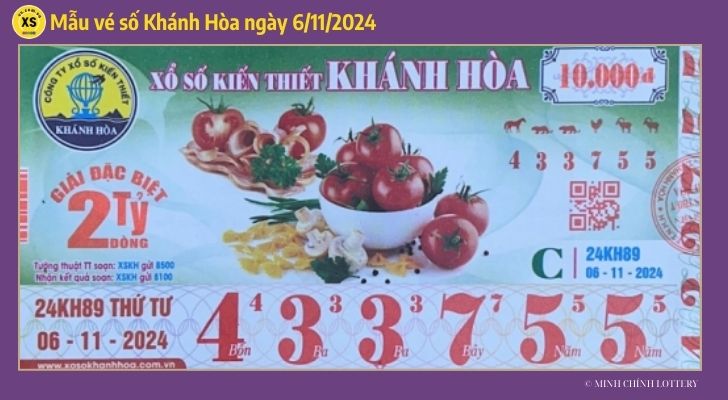 XS
Mẫu vé số Khánh Hòa ngày 6/11/2024
CÔNG TY XỔ SỐ KIẾN THIẾT
KHÁNH HÒA
XỔ SỐ KIẾN THIẾT KHÁNH HÒA
10.000đ
4 3 3 7 5 5
GIẢI ĐẶC BIỆT
2 TỶ
ĐỒNG
Tường thuật TT soạn: XSKH gửi 8500
Nhận kết quả soạn: XSKH gửi 8100
C 24KH89
06 - 11 - 2024
24KH89 THỨ TƯ
06 - 11 - 2024
4 4 3 3 3 3 7 7 5 5 5 5
Bốn Ba Ba Bảy Năm Năm
www.xosokhanhhoa.com.vn
© MINH CHÍNH LOTTERY